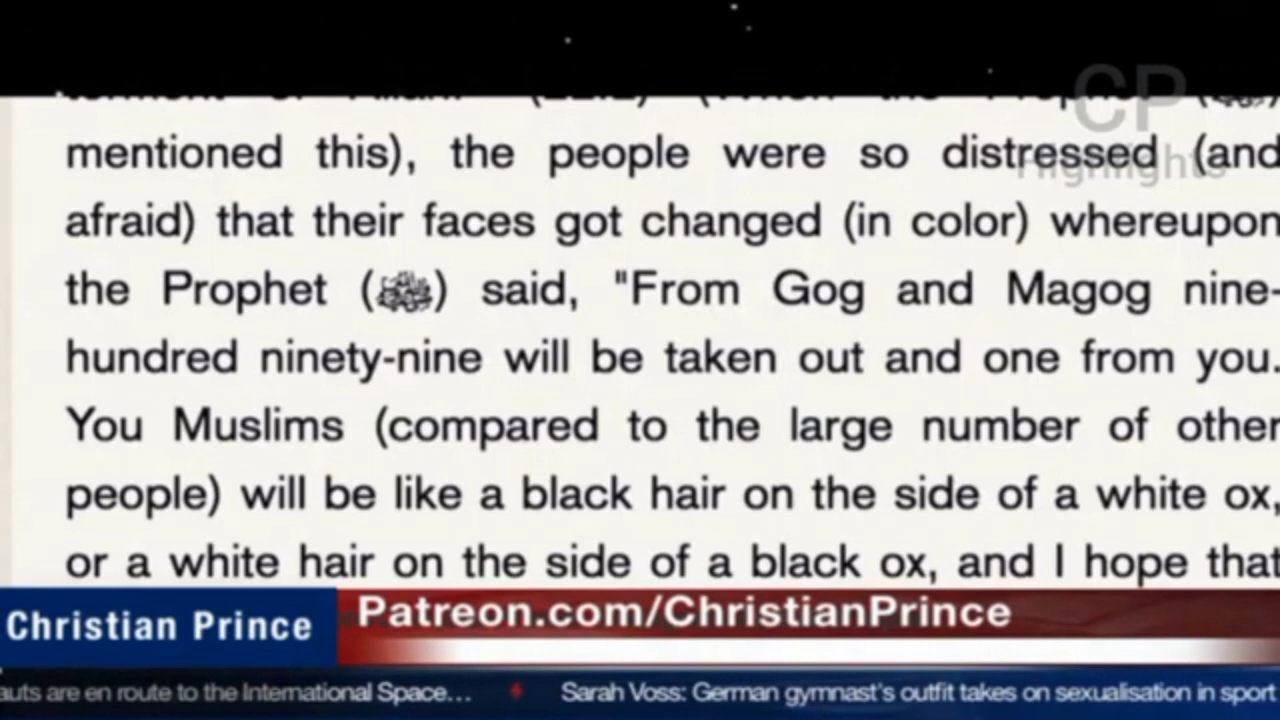 CP
Highlights
mentioned this), the people were so distressed (and
afraid) that their faces got changed (in color) whereupon
the Prophet (ﷺ) said, "From Gog and Magog nine-
hundred ninety-nine will be taken out and one from you.
You Muslims (compared to the large number of other
people) will be like a black hair on the side of a white ox,
or a white hair on the side of a black ox, and I hope that
Christian Prince
Patreon.com/ChristianPrince
auts are en route to the International Space... ♦ Sarah Voss: German gymnast's outfit takes on sexualisation in sport